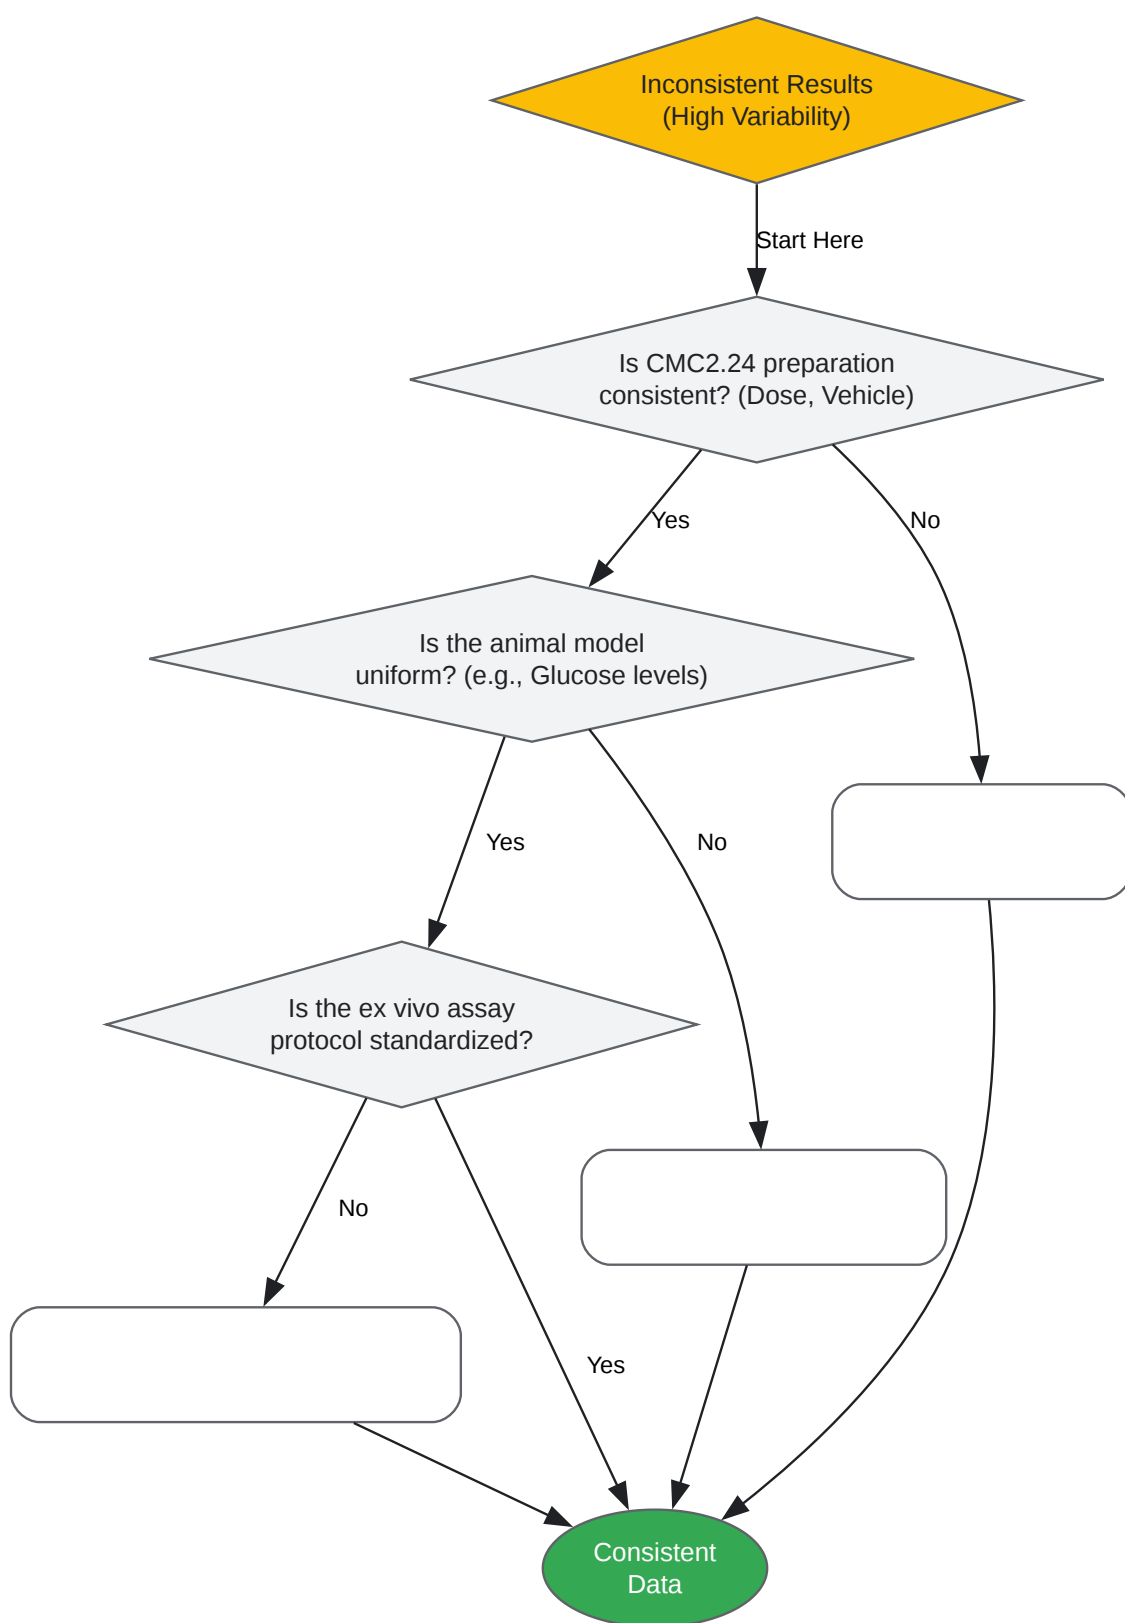 Inconsistent Results
(High Variability)
Start Here
Is CMC2.24 preparation
consistent? (Dose, Vehicle)
Yes
No
Is the animal model
uniform? (e.g., Glucose levels)
Yes
No
Is the ex vivo assay
protocol standardized?
No
Yes
Consistent
Data